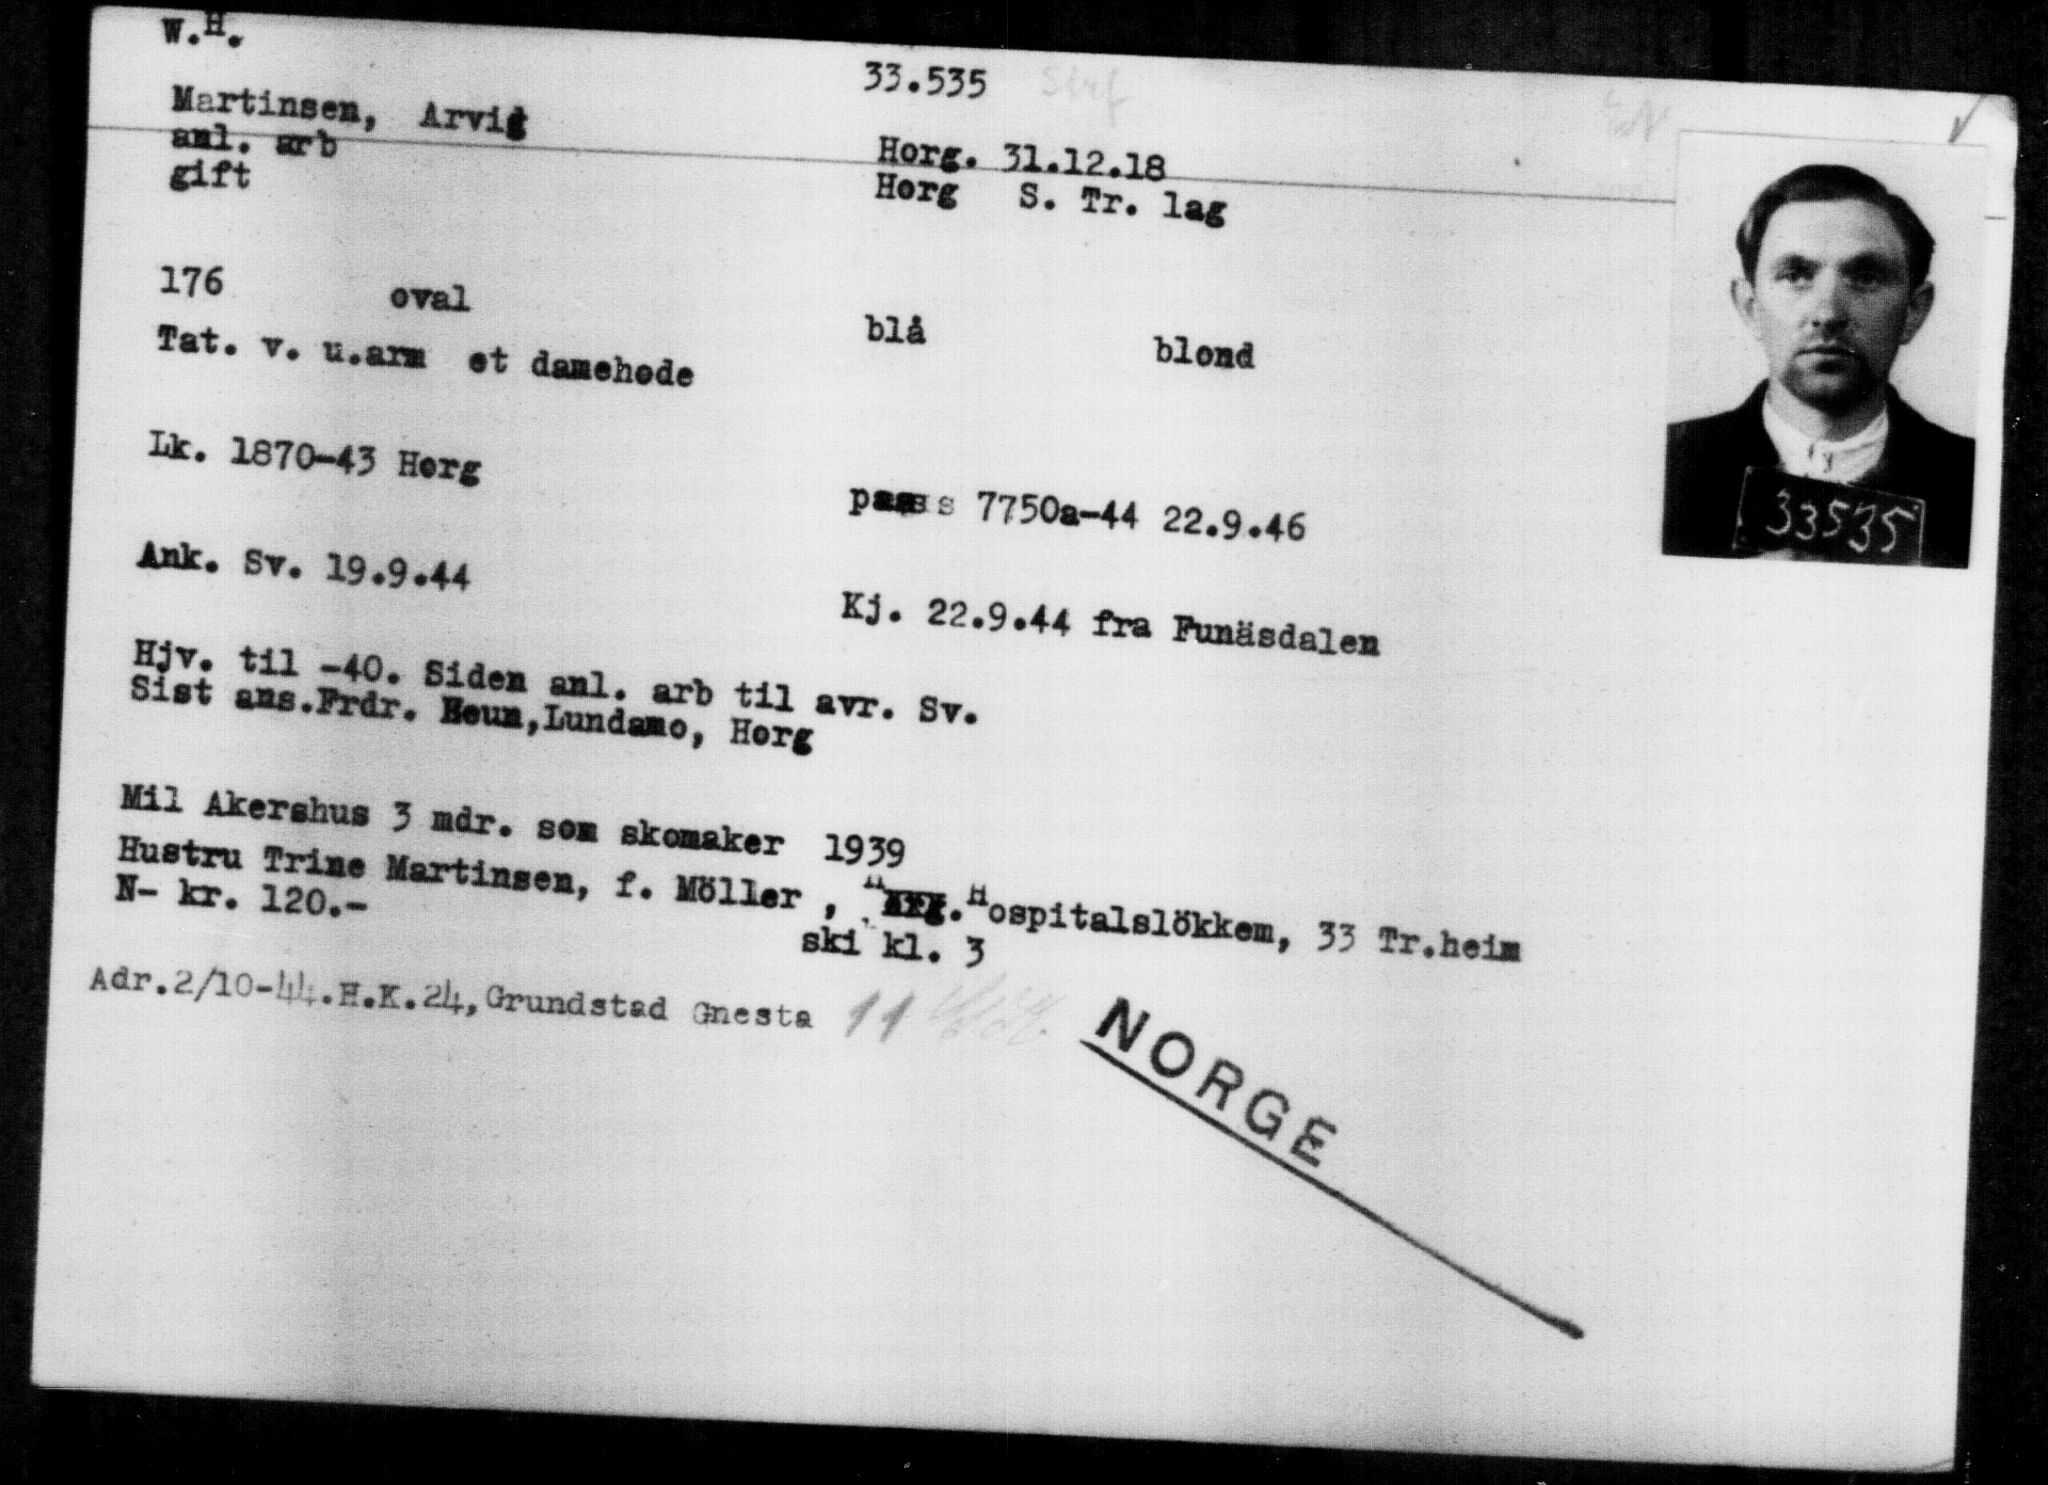 W.H.
33.535
Martinsen, Arvid
Horg. 31.12.18
anl. arb
Horg S. Tr. lag
gift
176 oval blå blond
Tat. v. u.arm et damehode
Lk. 1870-43 Horg
pass 7750a-44 22.9.46
33535
Ank. Sv. 19.9.44
Kj. 22.9.44 fra Funäsdalen
Hjv. til -40. Siden anl. arb til avr. Sv.
Sist ans.Frdr. Lundamo, Horg
Mil Akershus 3 mdr. som skomaker 1939
Hustru Trine Martinsen, f. Möller , Hospitalslökkem, 33 Tr.heim
N- kr. 120.-
ski kl. 3
Adr.2/10-44.H.K.24,Grundstad Gnesta 11
NORGE